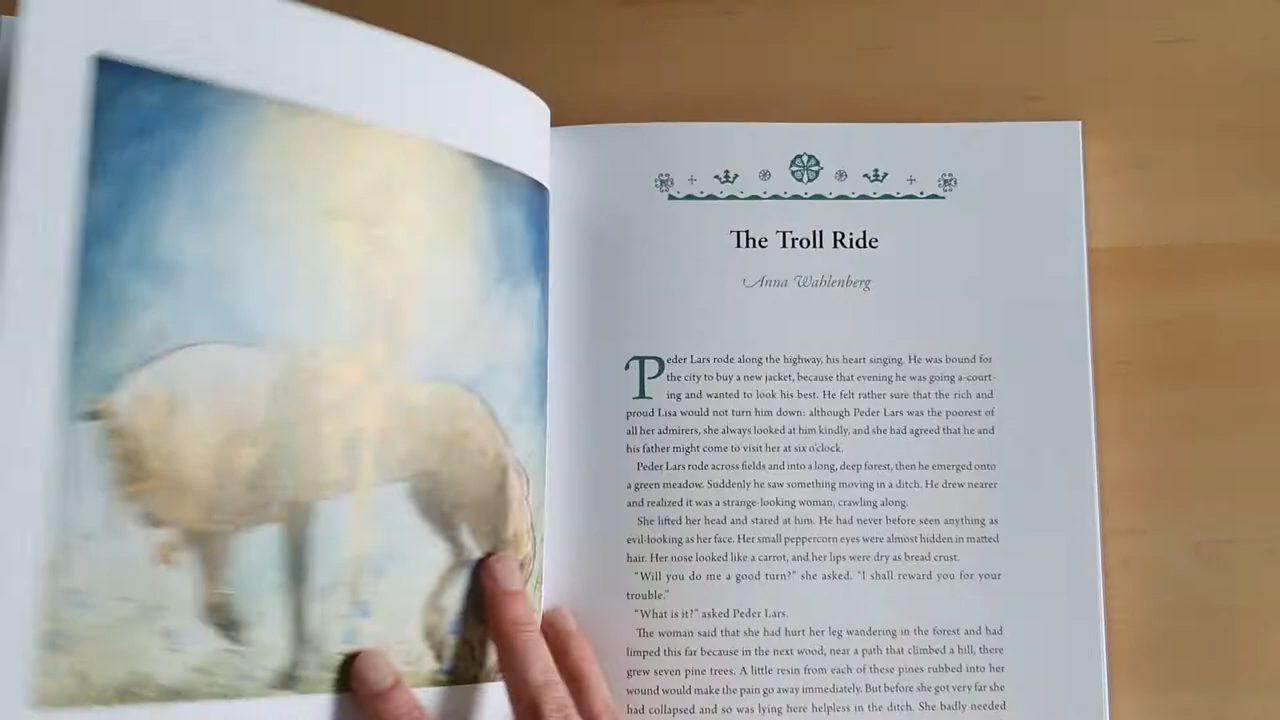 The Troll Ride
Anna Wahlenberg
Peder Lars rode along the highway, his heart singing. He was bound for
the city to buy a new jacket, because that evening he was going a-court-
ing and wanted to look his best. He felt rather sure that the rich and
proud Lisa would not turn him down: although Peder Lars was the poorest of
all her admirers, she always looked at him kindly, and she had agreed that he and
his father might come to visit her at six o'clock.
Peder Lars rode across fields and into a long, deep forest, then he emerged onto
a green meadow. Suddenly he saw something moving in a ditch. He drew nearer
and realized it was a strange-looking woman, crawling along.
She lifted her head and stared at him. He had never before seen anything as
evil-looking as her face. Her small peppercorn eyes were almost hidden in matted
hair. Her nose looked like a carrot, and her lips were dry as bread crust.
"Will you do me a good turn?" she asked. "I shall reward you for your
trouble."
"What is it?" asked Peder Lars.
The woman said that she had hurt her leg wandering in the forest and had
limped this far because in the next wood, near a path that climbed a hill, there
grew seven pine trees. A little resin from each of these pines rubbed into her
wound would make the pain go away immediately. But before she got very far she
had collapsed and so was lying here helpless in the ditch. She badly needed